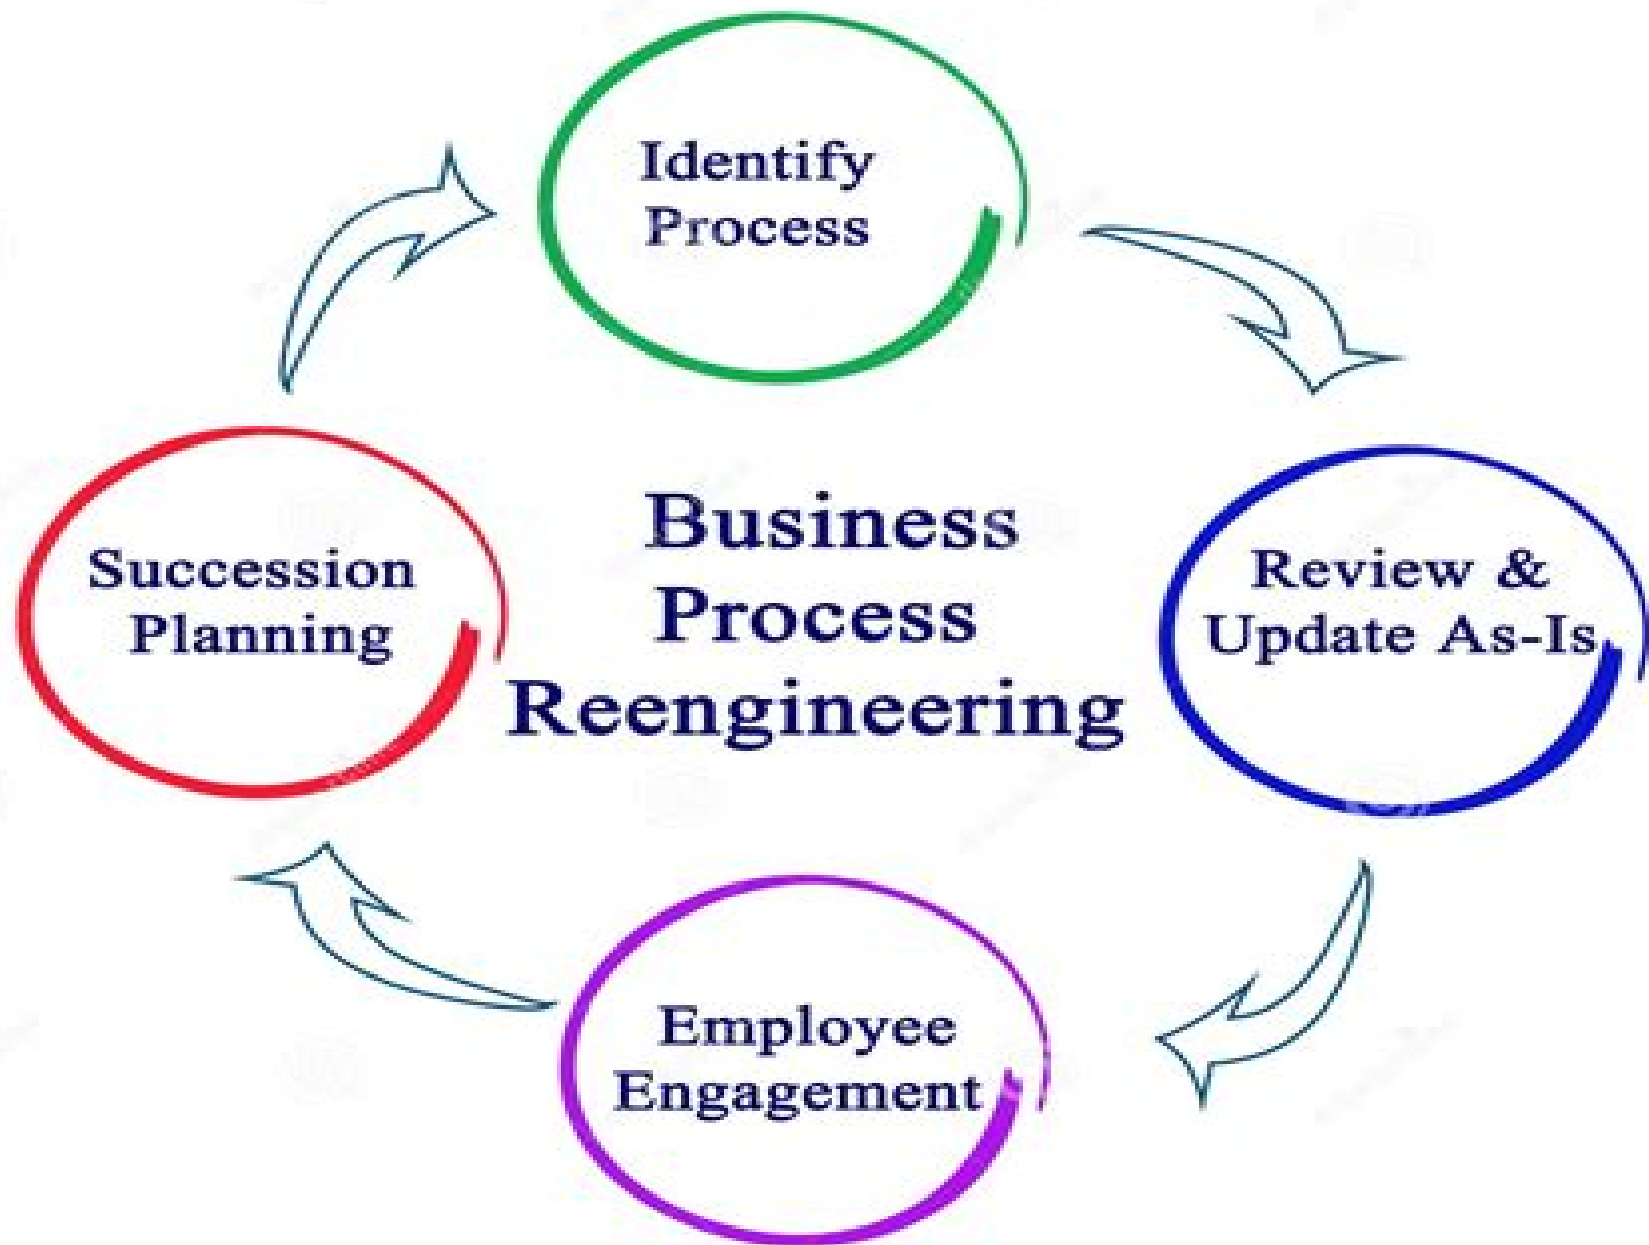 Identify
Process
Review &
Update As-Is
Employee
Engagement
Succession
Planning
Business
Process
Reengineering